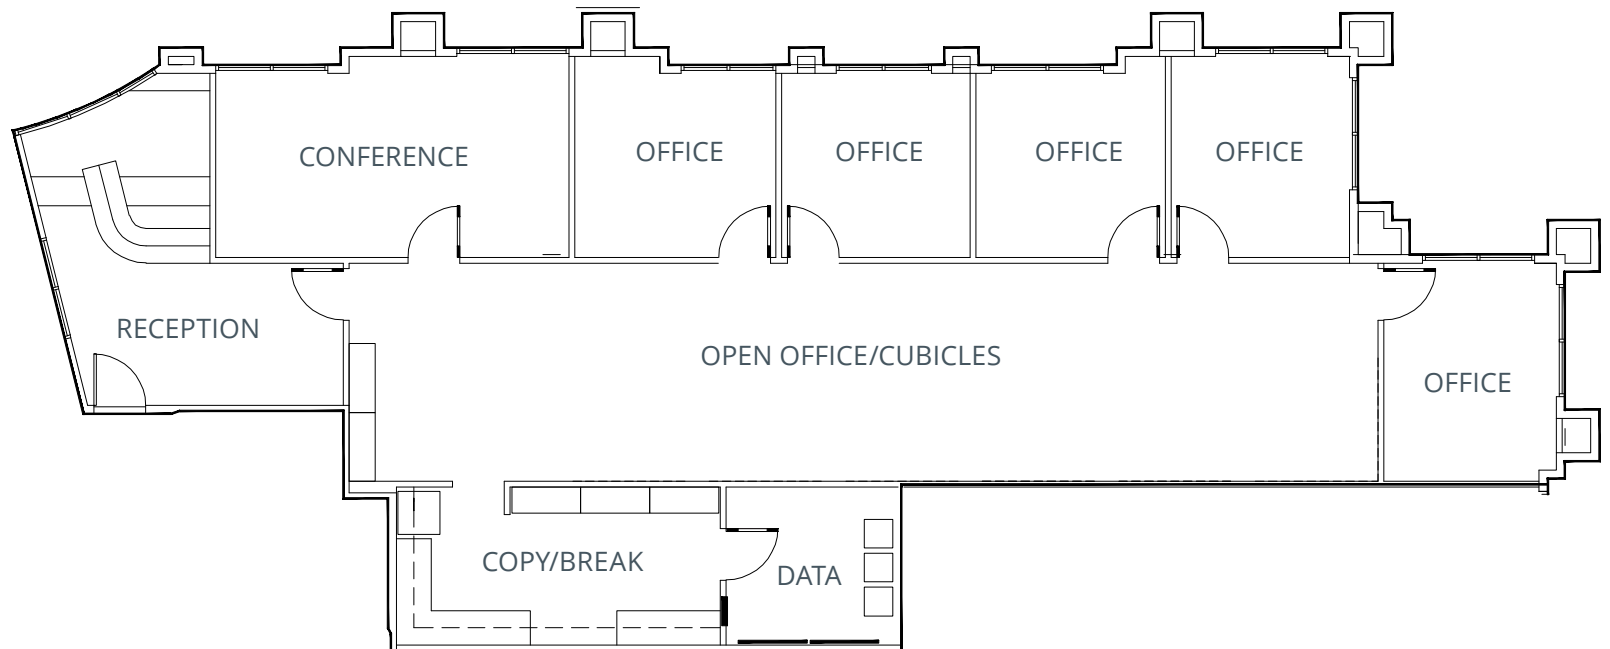 CONFERENCE
OFFICE
OFFICE
OFFICE
OFFICE
RECEPTION
OPEN OFFICE/CUBICLES
OFFICE
COPY/BREAK
DATA